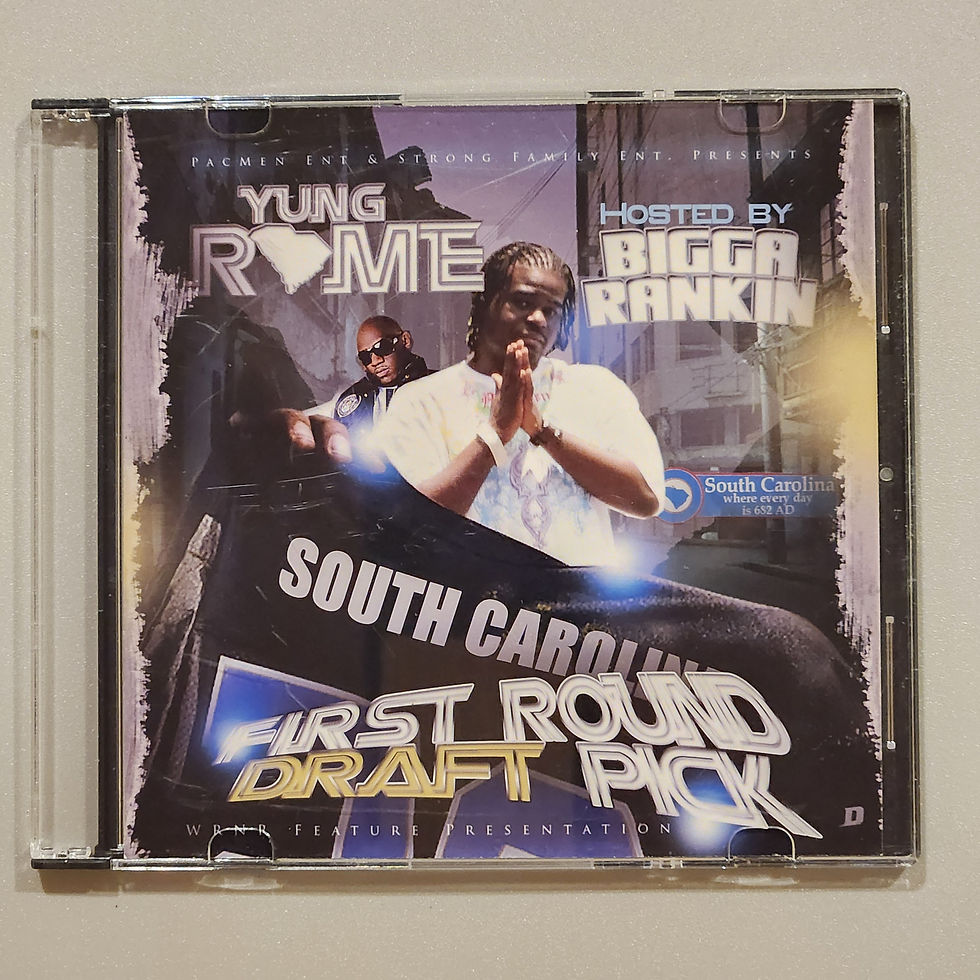 PACMEN ENT & STRONG FAMILY ENT. PRESENTS
YUNG
ROME
HOSTED BY
BIGGA
RANKIN
South Carolina
where every day
is 682 AD
SOUTH CAROLINA
FIRST ROUND
DRAFT PICK
WRNR FEATURE PRESENTATION
D